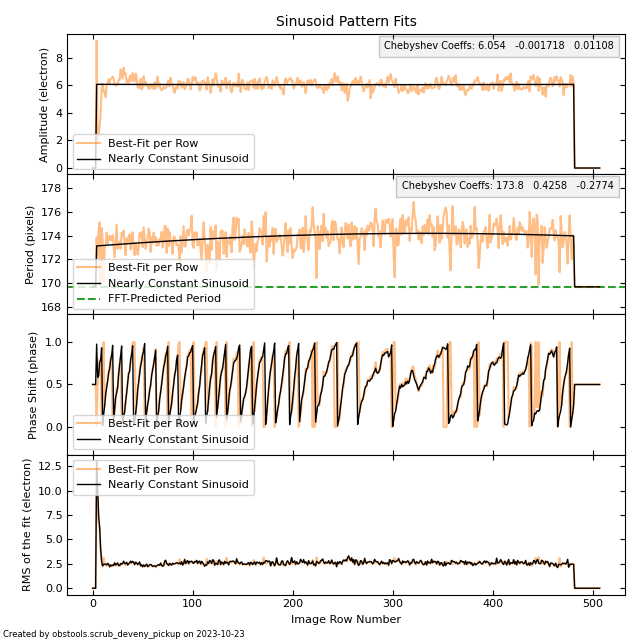 Sinusoid Pattern Fits
Chebyshev Coeffs: 6.054 -0.001718 0.01108
Amplitude (electron)
8
6
4
2
0
Best-Fit per Row
Nearly Constant Sinusoid
Chebyshev Coeffs: 173.8 0.4258 -0.2774
Period (pixels)
178
176
174
172
170
168
Best-Fit per Row
Nearly Constant Sinusoid
FFT-Predicted Period
Phase Shift (phase)
1.0
0.5
0.0
Best-Fit per Row
Nearly Constant Sinusoid
RMS of the fit (electron)
12.5
10.0
7.5
5.0
2.5
0.0
Best-Fit per Row
Nearly Constant Sinusoid
0 100 200 300 400 500
Image Row Number
Created by obstools.scrub_deveny_pickup on 2023-10-23